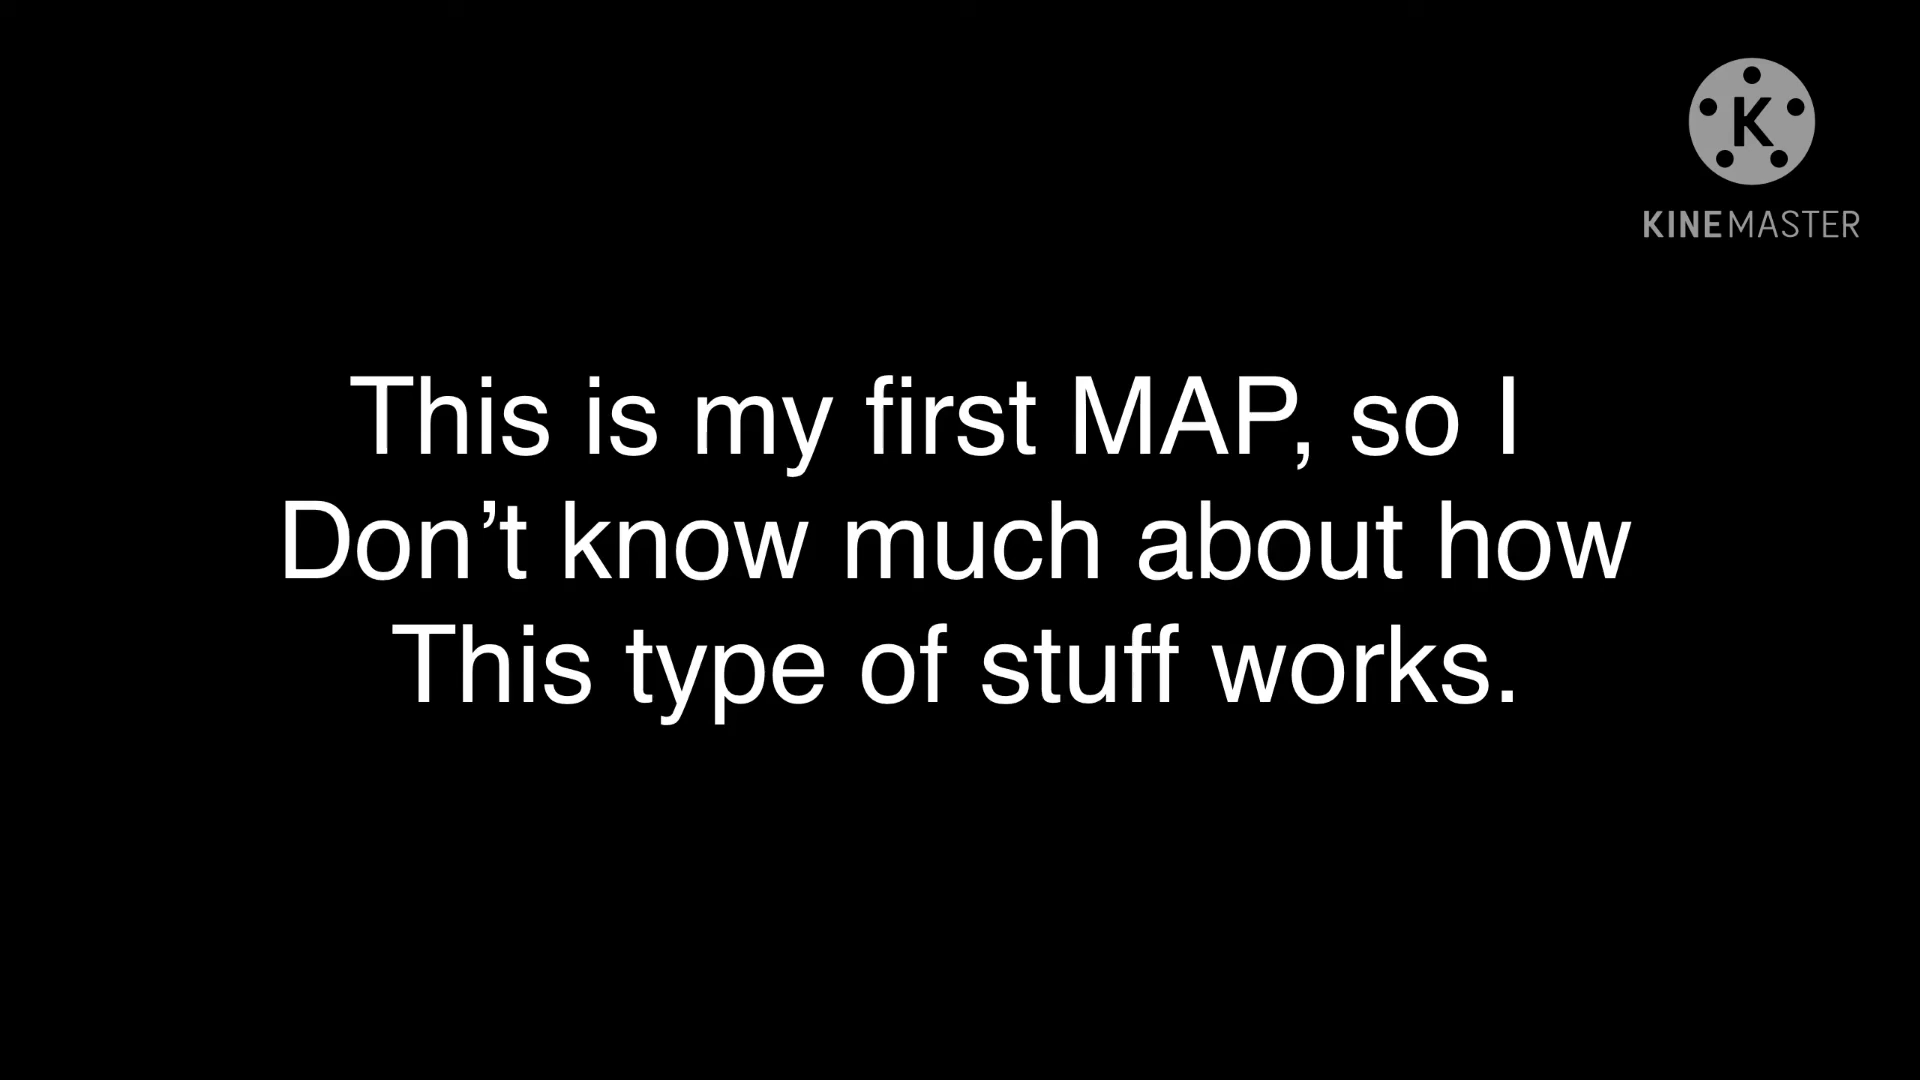 K
KINEMASTER
This is my first MAP, so I
Don’t know much about how
This type of stuff works.